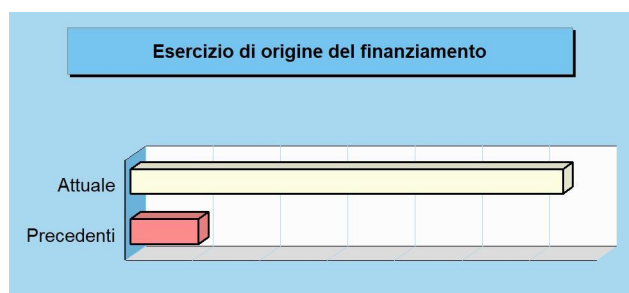 Esercizio di origine del finanziamento
Attuale
Precedenti